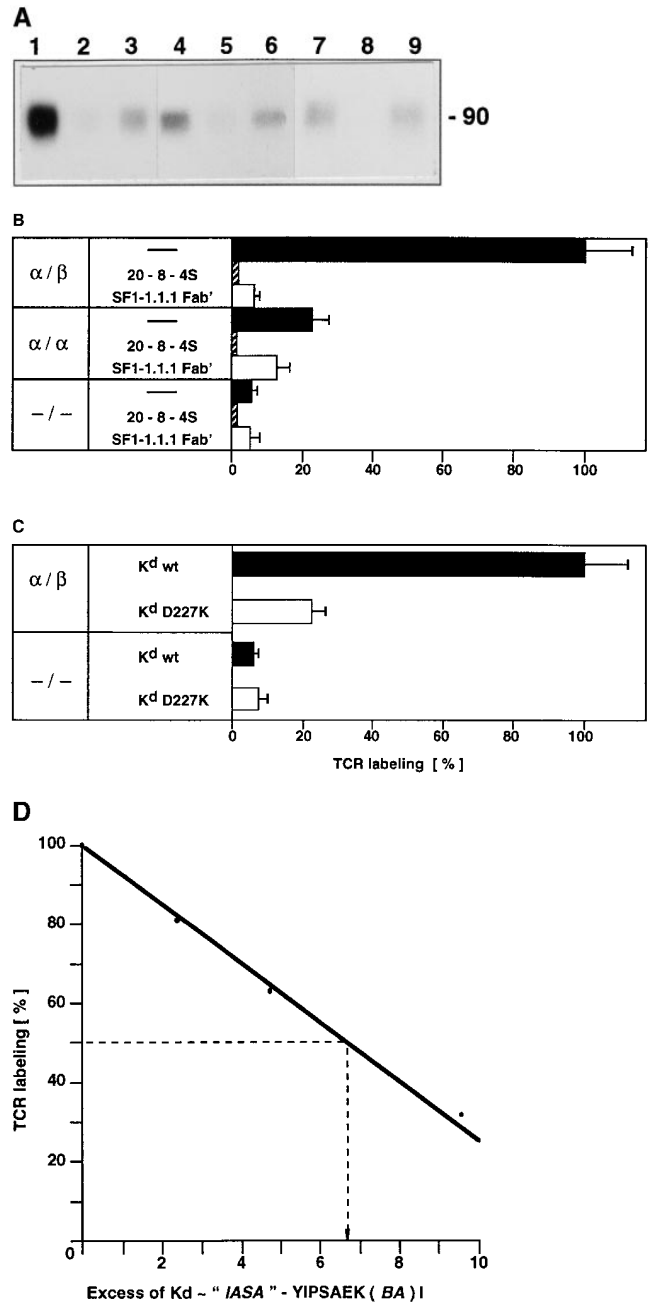 A
1 2 3 4 5 6 7 8 9
- 90
B
α / β
—
20 - 8 - 4S
SF1-1.1.1 Fab'
α / α
—
20 - 8 - 4S
SF1-1.1.1 Fab'
– / –
—
20 - 8 - 4S
SF1-1.1.1 Fab'
0 20 40 60 80 100
C
α / β
Kd wt
Kd D227K
– / –
Kd wt
Kd D227K
0 20 40 60 80 100
TCR labeling [ % ]
D
TCR labeling [ % ]
100
80
60
40
20
0
2 4 6 8 10
Excess of Kd ~ " IASA " - YIPSAEK ( BA ) I